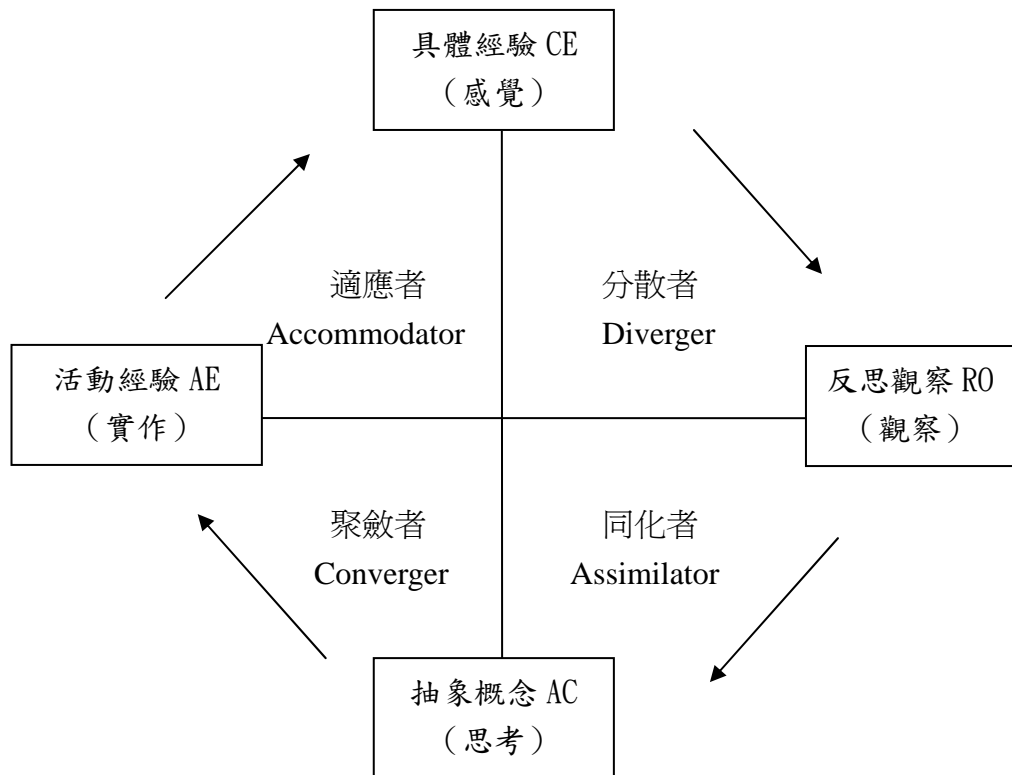 具體經驗 CE
（感覺）
適應者
Accommodator
分散者
Diverger
活動經驗 AE
（實作）
反思觀察 RO
（觀察）
聚斂者
Converger
同化者
Assimilator
抽象概念 AC
（思考）